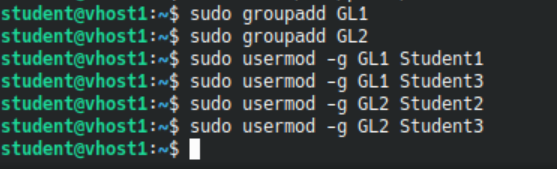 student@vhost1:~$ sudo groupadd GL1
student@vhost1:~$ sudo groupadd GL2
student@vhost1:~$ sudo usermod -g GL1 Student1
student@vhost1:~$ sudo usermod -g GL1 Student3
student@vhost1:~$ sudo usermod -g GL2 Student2
student@vhost1:~$ sudo usermod -g GL2 Student3
student@vhost1:~$